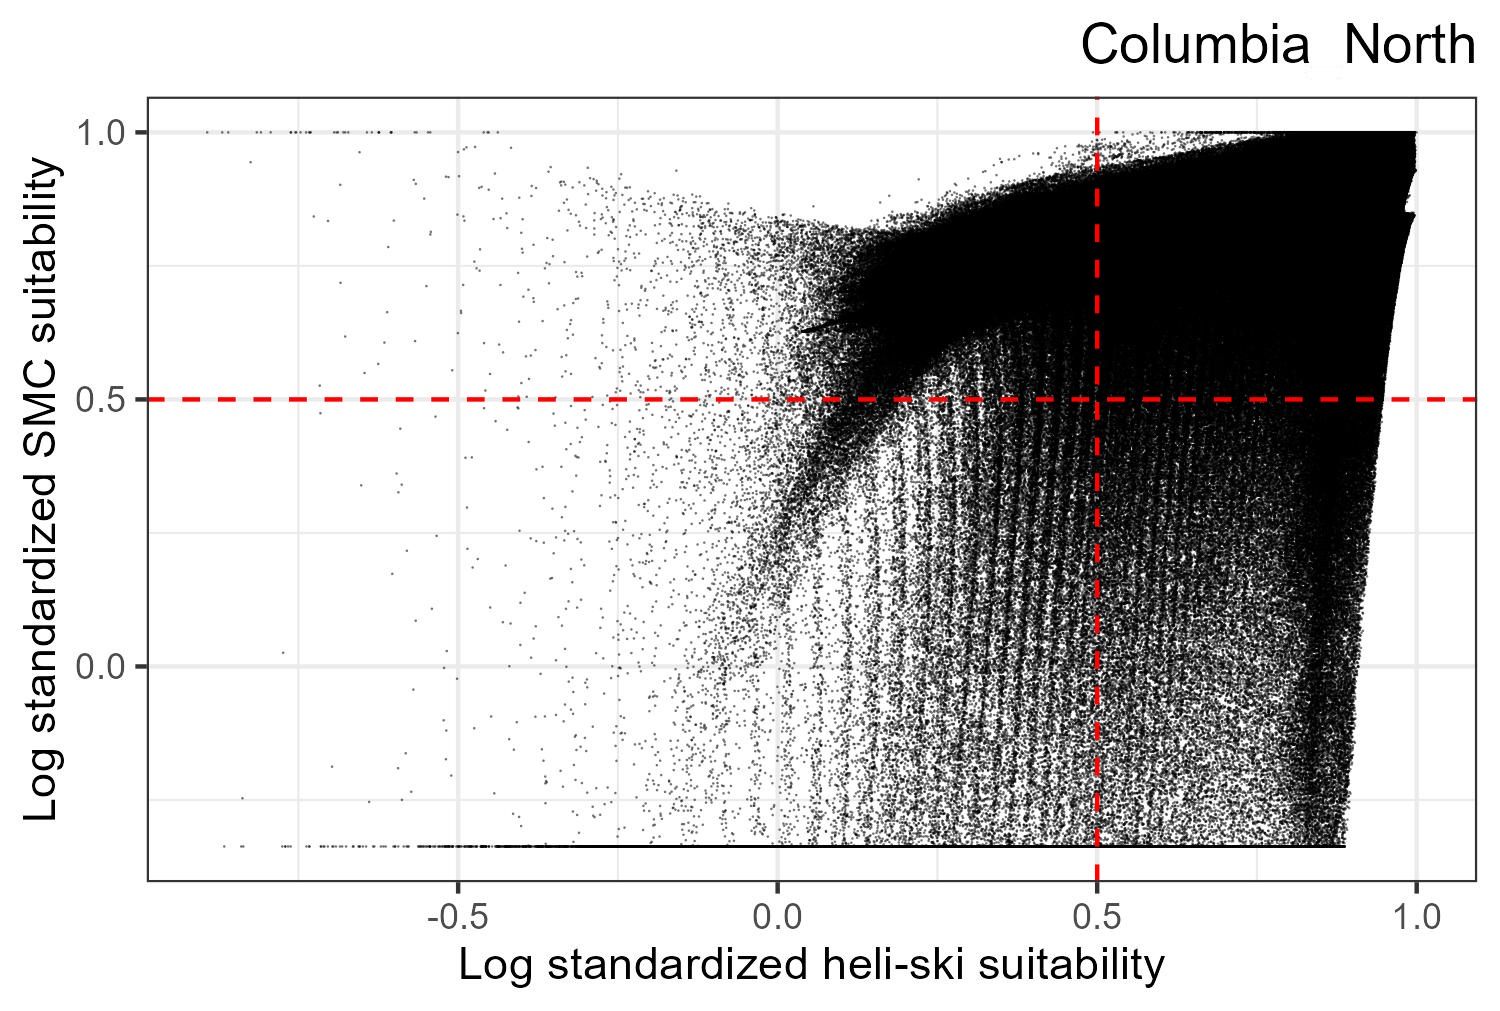 Columbia North
Log standardized SMC suitability
1.0
0.5
0.0
-0.5 0.0 0.5 1.0
Log standardized heli-ski suitability